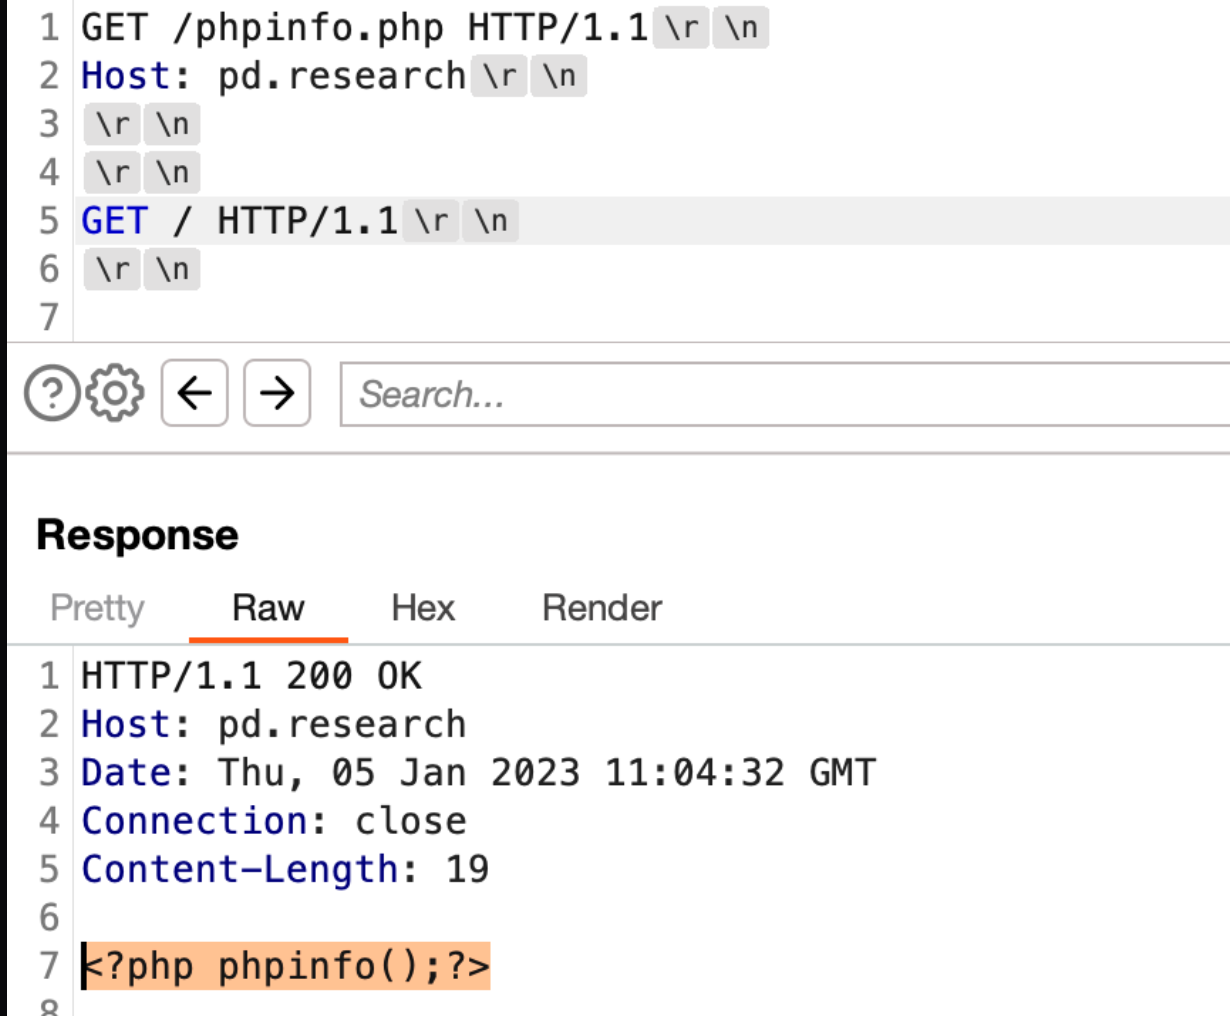 1 GET /phpinfo.php HTTP/1.1 \r \n
2 Host: pd.research \r \n
3 \r \n
4 \r \n
5 GET / HTTP/1.1 \r \n
6 \r \n
7
? Search...
Response
Pretty Raw Hex Render
1 HTTP/1.1 200 OK
2 Host: pd.research
3 Date: Thu, 05 Jan 2023 11:04:32 GMT
4 Connection: close
5 Content-Length: 19
6
7 <?php phpinfo();?>
8